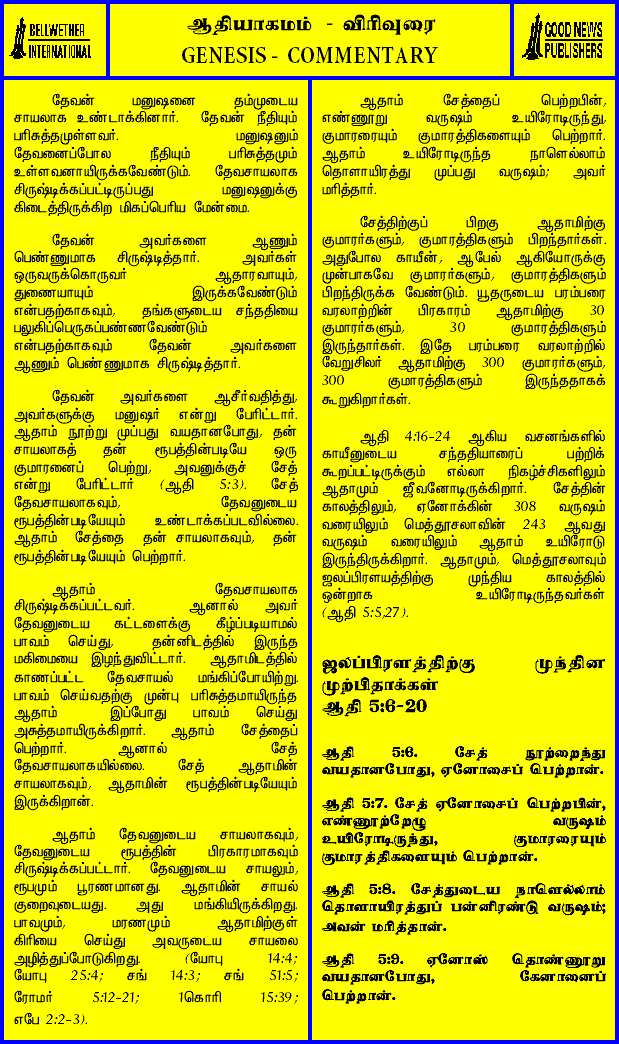 BELLWETHER
INTERNATIONAL
ஆதியாகமம் - விரிவுரை
GENESIS - COMMENTARY
GOOD NEWS
PUBLISHERS
தேவன் மனுஷனை தம்முடைய
சாயலாக உண்டாக்கினார். தேவன் நீதியும்
பரிசுத்தமுள்ளவர். மனுஷனும்
தேவனைப்போல நீதியும் பரிசுத்தமும்
உள்ளவனாயிருக்கவேண்டும். தேவசாயலாக
சிருஷ்டிக்கப்பட்டிருப்பது மனுஷனுக்கு
கிடைத்திருக்கிற மிகப்பெரிய மேன்மை.
தேவன் அவர்களை ஆணும்
பெண்ணுமாக சிருஷ்டித்தார். அவர்கள்
ஒருவருக்கொருவர் ஆதாரவாயும்,
துணையாயும் இருக்கவேண்டும்
என்பதற்காகவும், தங்களுடைய சந்ததியை
பலுகிப்பெருகப்பண்ணவேண்டும்
என்பதற்காகவும் தேவன் அவர்களை
ஆணும் பெண்ணுமாக சிருஷ்டித்தார்.
தேவன் அவர்களை ஆசீர்வதித்து,
அவர்களுக்கு மனுஷர் என்று பேரிட்டார்.
ஆதாம் நூற்று முப்பது வயதானபோது, தன்
சாயலாகத் தன் ரூபத்தின்படியே ஒரு
குமாரனைப் பெற்று, அவனுக்குச் சேத்
என்று பேரிட்டார் (ஆதி 5:3). சேத்
தேவசாயலாகவும், தேவனுடைய
ரூபத்தின்படியேயும் உண்டாக்கப்படவில்லை.
ஆதாம் சேத்தை தன் சாயலாகவும், தன்
ரூபத்தின்படியேயும் பெற்றார்.
ஆதாம் தேவசாயலாக
சிருஷ்டிக்கப்பட்டவர். ஆனால் அவர்
தேவனுடைய கட்டளைக்கு கீழ்ப்படியாமல்
பாவம் செய்து, தன்னிடத்தில் இருந்த
மகிமையை இழந்துவிட்டார். ஆதாமிடத்தில்
காணப்பட்ட தேவசாயல் மங்கிப்போயிற்று.
பாவம் செய்வதற்கு முன்பு பரிசுத்தமாயிருந்த
ஆதாம் இப்போது பாவம் செய்து
அசுத்தமாயிருக்கிறார். ஆதாம் சேத்தைப்
பெற்றார். ஆனால் சேத்
தேவசாயலாகயில்லை. சேத் ஆதாமின்
சாயலாகவும், ஆதாமின் ரூபத்தின்படியேயும்
இருக்கிறான்.
ஆதாம் தேவனுடைய சாயலாகவும்,
தேவனுடைய ரூபத்தின் பிரகாரமாகவும்
சிருஷ்டிக்கப்பட்டார். தேவனுடைய சாயலும்,
ரூபமும் பூரணமானது. ஆதாமின் சாயல்
குறைவுடையது. அது மங்கியிருக்கிறது.
பாவமும், மரணமும் ஆதாமிற்குள்
கிரியை செய்து அவருடைய சாயலை
அழித்துப்போடுகிறது. (யோபு 14:4;
யோபு 25:4; சங் 14:3; சங் 51:5;
ரோமர் 5:12-21; 1கொரி 15:39;
எபே 2:2-3).
ஆதாம் சேத்தைப் பெற்றபின்,
எண்ணூறு வருஷம் உயிரோடிருந்து,
குமாரரையும் குமாரத்திகளையும் பெற்றார்.
ஆதாம் உயிரோடிருந்த நாளெல்லாம்
தொளாயிரத்து முப்பது வருஷம்; அவர்
மரித்தார்.
சேத்திற்குப் பிறகு ஆதாமிற்கு
குமாரர்களும், குமாரத்திகளும் பிறந்தார்கள்.
அதுபோல காயீன், ஆபேல் ஆகியோருக்கு
முன்பாகவே குமாரர்களும், குமாரத்திகளும்
பிறந்திருக்க வேண்டும். யூதருடைய பரம்பரை
வரலாற்றின் பிரகாரம் ஆதாமிற்கு 30
குமாரர்களும், 30 குமாரத்திகளும்
இருந்தார்கள். இதே பரம்பரை வரலாற்றில்
வேறுசிலர் ஆதாமிற்கு 300 குமாரர்களும்,
300 குமாரத்திகளும் இருந்ததாகக்
கூறுகிறார்கள்.
ஆதி 4:16-24 ஆகிய வசனங்களில்
காயீனுடைய சந்ததியாரைப் பற்றிக்
கூறப்பட்டிருக்கும் எல்லா நிகழ்ச்சிகளிலும்
ஆதாமும் ஜீவனோடிருக்கிறார். சேத்தின்
காலத்திலும், ஏனோக்கின் 308 வருஷம்
வரையிலும் மெத்தூசலாவின் 243 ஆவது
வருஷம் வரையிலும் ஆதாம் உயிரோடு
இருந்திருக்கிறார். ஆதாமும், மெத்தூசலாவும்
ஜலப்பிரளயத்திற்கு முந்திய காலத்தில்
ஒன்றாக உயிரோடிருந்தவர்கள்
(ஆதி 5:5,27).
ஜலப்பிரளத்திற்கு முந்தின
முற்பிதாக்கள்
ஆதி 5:6-20
ஆதி 5:6. சேத் நூற்றைந்து
வயதானபோது, ஏனோசைப் பெற்றான்.
ஆதி 5:7. சேத் ஏனோசைப் பெற்றபின்,
எண்ணூற்றேழு வருஷம்
உயிரோடிருந்து, குமாரரையும்
குமாரத்திகளையும் பெற்றான்.
ஆதி 5:8. சேத்துடைய நாளெல்லாம்
தொளாயிரத்துப் பன்னிரண்டு வருஷம்;
அவன் மரித்தான்.
ஆதி 5:9. ஏனோஸ் தொண்ணூறு
வயதானபோது, கேனானைப்
பெற்றான்.